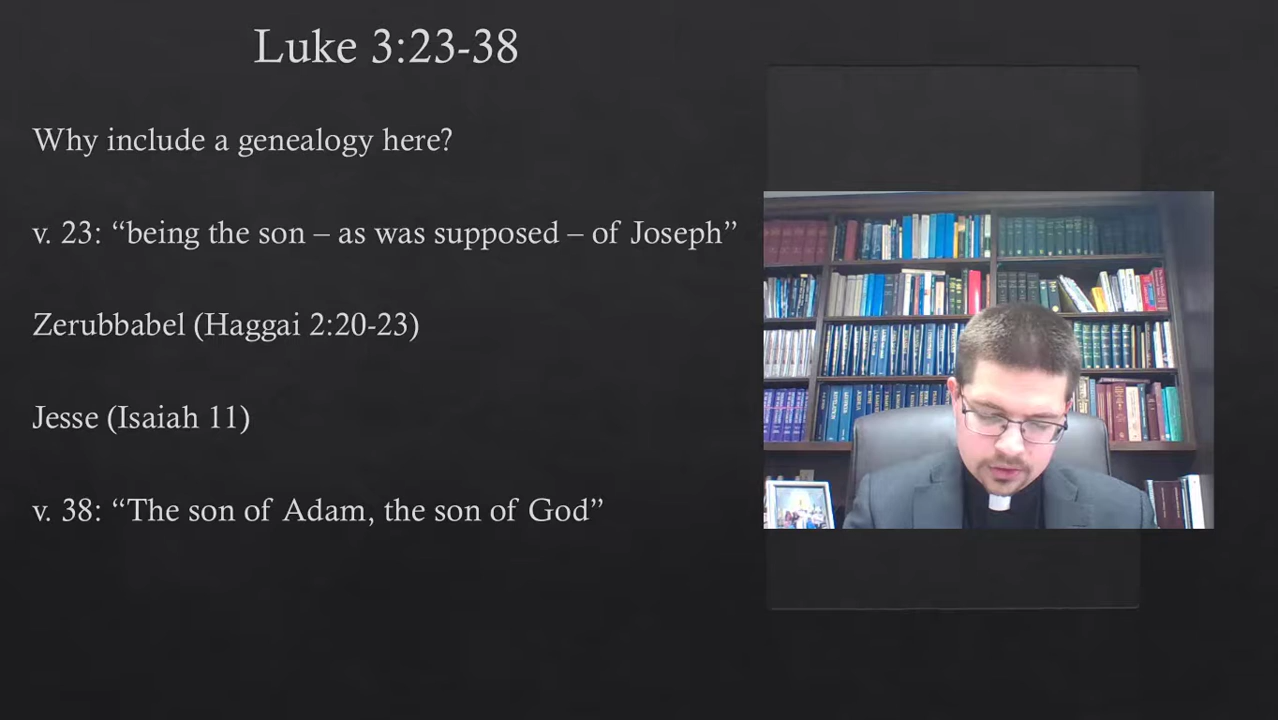 Luke 3:23-38
Why include a genealogy here?
v. 23: “being the son – as was supposed – of Joseph”
Zerubbabel (Haggai 2:20-23)
Jesse (Isaiah 11)
v. 38: “The son of Adam, the son of God”